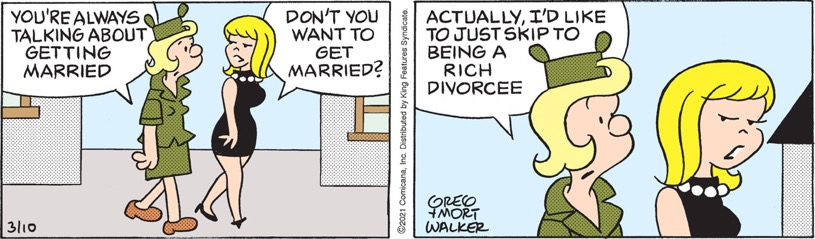 YOU'RE ALWAYS
TALKING ABOUT
GETTING
MARRIED
DON'T YOU
WANT TO
GET
MARRIED?
3/10
©2021 Comicana, Inc. Distributed by King Features Syndicate.
ACTUALLY, I'D LIKE
TO JUST SKIP TO
BEING A
RICH
DIVORCEE
GREG
+MORT
WALKER